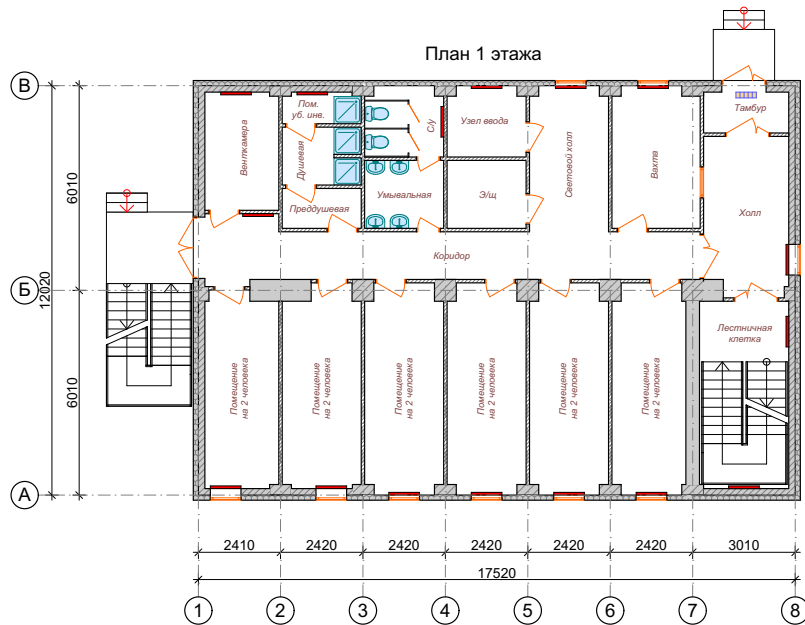 План 1 этажа
В
Тамбур
Пом.
уб. инв.
С/у
Узел ввода
Венткамера
Душевая
Световой холл
Вахта
6010
Преддушевая
Умывальная
Э/щ
Холл
Коридор
Б
12020
Лестничная
клетка
6010
Помещение
на 2 человека
Помещение
на 2 человека
Помещение
на 2 человека
Помещение
на 2 человека
Помещение
на 2 человека
Помещение
на 2 человека
А
2410 2420 2420 2420 2420 2420 3010
17520
1 2 3 4 5 6 7 8